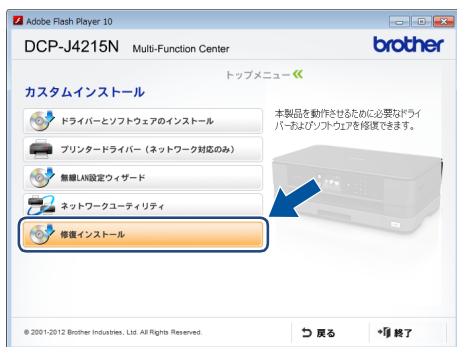 Adobe Flash Player 10
DCP-J4215N Multi-Function Center
brother
トップメニュー
カスタムインストール
ドライバーとソフトウェアのインストール
プリンタードライバー（ネットワーク対応のみ）
無線LAN設定ウィザード
ネットワークユーティリティ
修復インストール
本製品を動作させるために必要なドライ
バーおよびソフトウェアを修復できます。
© 2001-2012 Brother Industries, Ltd. All Rights Reserved.
戻る
終了